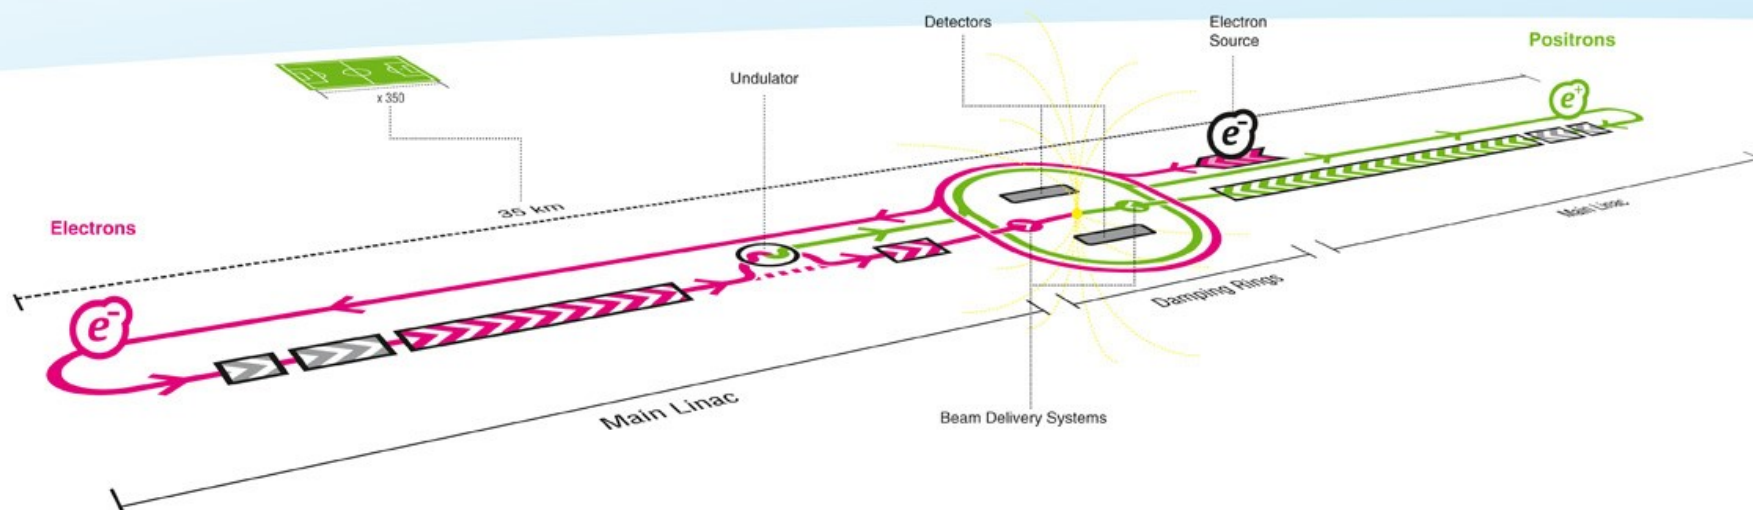 Detectors
Electron
Source
Positrons
Undulator
x 350
e⁺
e⁻
35 km
Electrons
Main Linac
e⁻
Damping Rings
Main Linac
Beam Delivery Systems